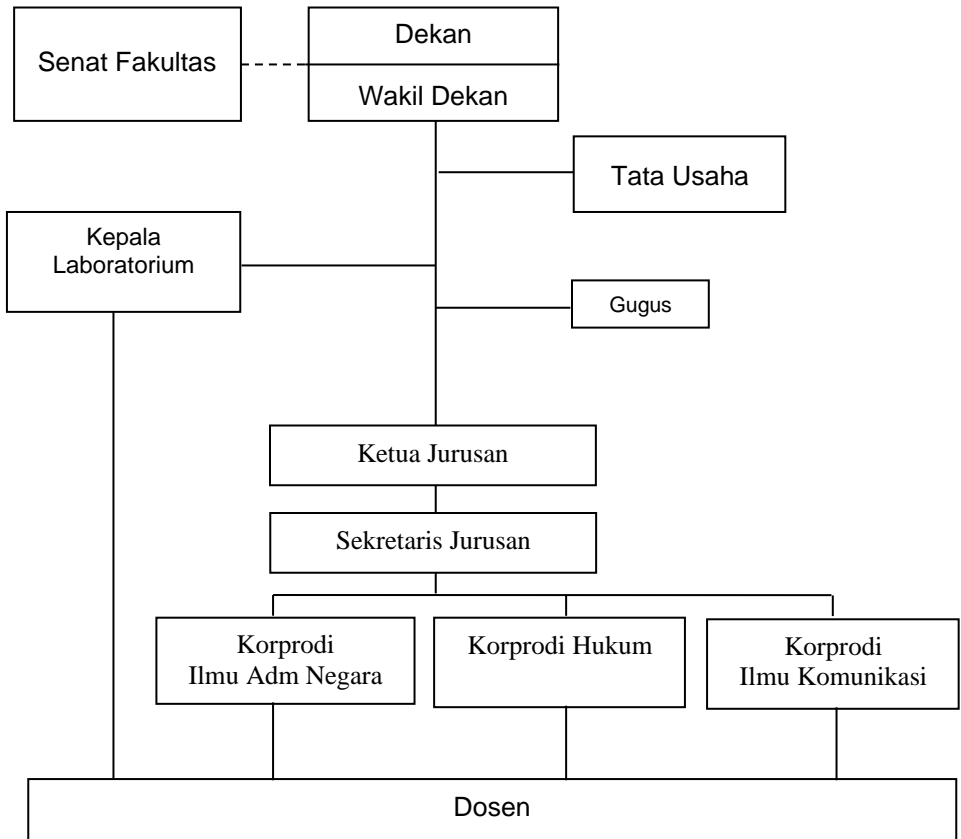 Senat Fakultas
Dekan
Wakil Dekan
Tata Usaha
Kepala
Laboratorium
Gugus
Ketua Jurusan
Sekretaris Jurusan
Korprodi
Ilmu Adm Negara
Korprodi Hukum
Korprodi
Ilmu Komunikasi
Dosen